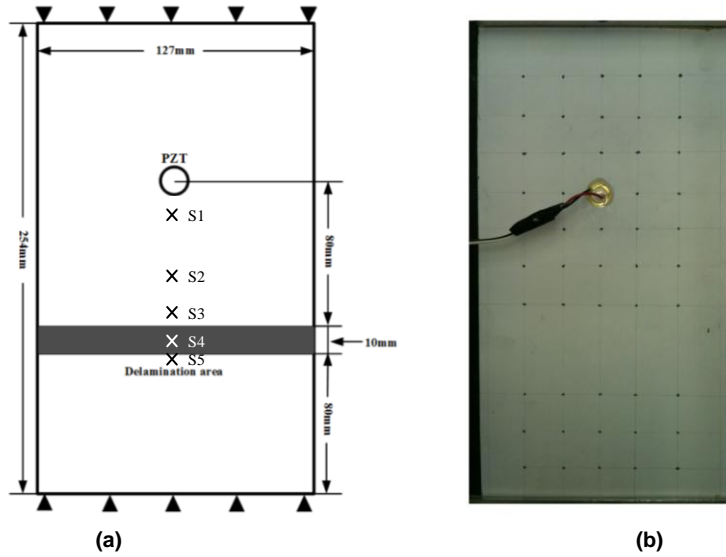 127mm
PZT
S1
254mm
80mm
S2
S3
S4
10mm
S5
Delamination area
80mm
(a)
(b)